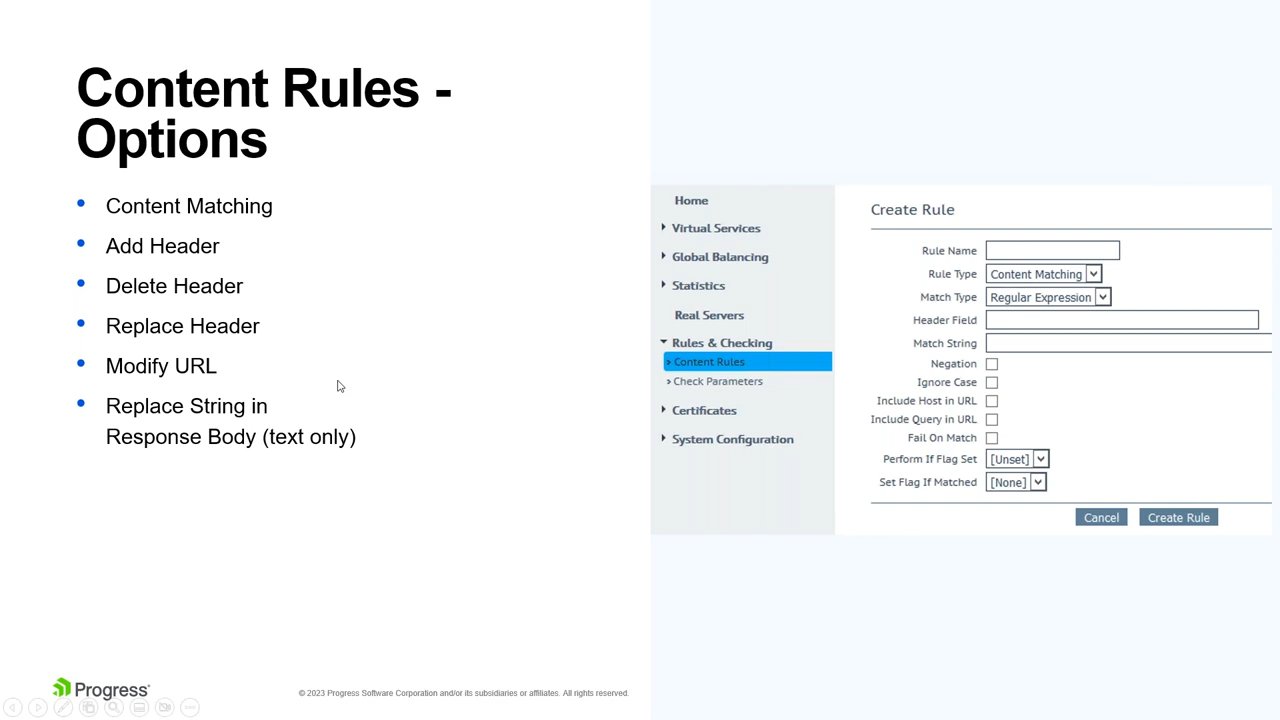 Content Rules -
Options
Content Matching
Add Header
Delete Header
Replace Header
Modify URL
Replace String in
Response Body (text only)
Home
Virtual Services
Global Balancing
Statistics
Real Servers
Rules & Checking
Content Rules
Check Parameters
Certificates
System Configuration
Create Rule
Rule Name
Rule Type Content Matching
Match Type Regular Expression
Header Field
Match String
Negation
Ignore Case
Include Host in URL
Include Query in URL
Fail On Match
Perform If Flag Set [Unset]
Set Flag If Matched [None]
Cancel Create Rule
Progress
© 2023 Progress Software Corporation and/or its subsidiaries or affiliates. All rights reserved.